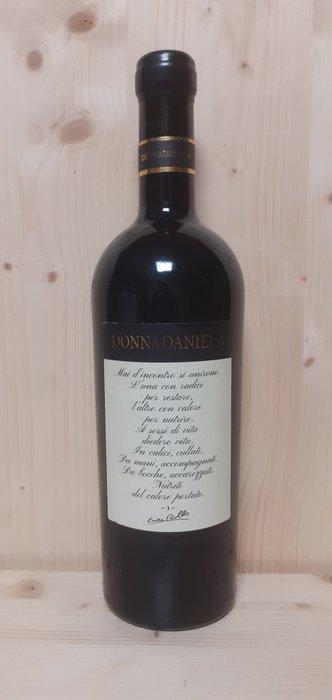 DONNADANIELA
DONNADANIELA
Mai d'incontro si unirono,
L'una con radici
per restare,
l'altro con calore
per nutrire.
A sorsi di vita
diedero vita.
In calici, cullati.
Da mani, accompagnati.
Da bocche, accarezzati.
Nutriti
del calore portato.
- 1 -